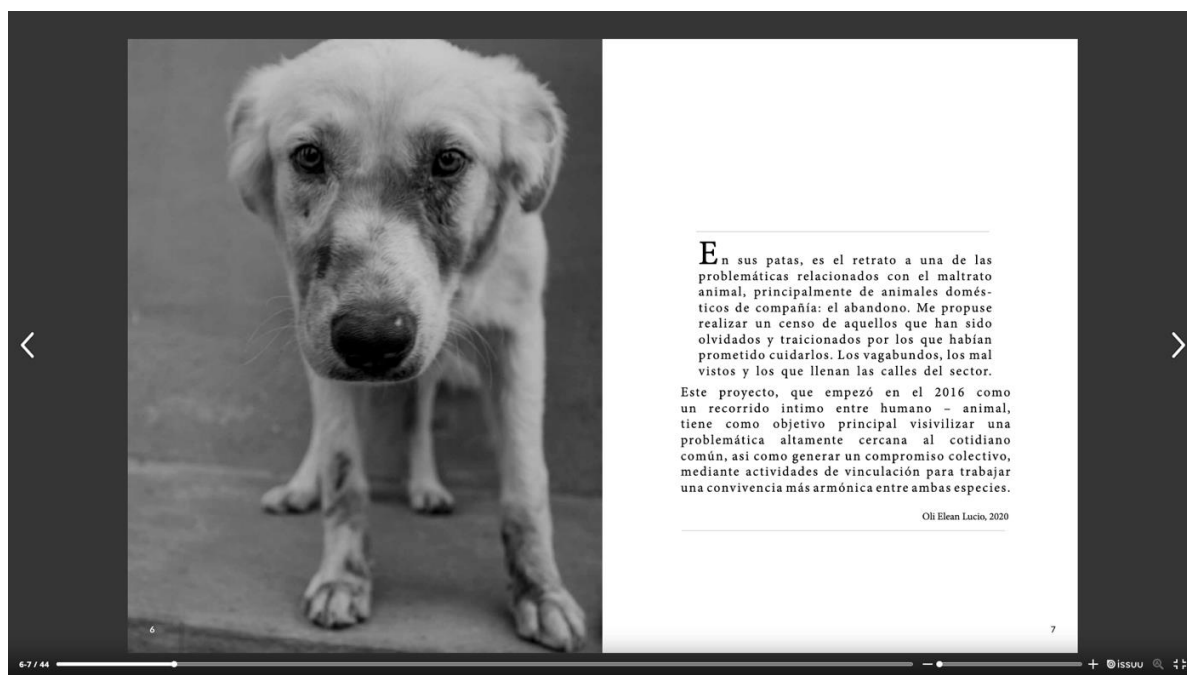 En sus patas, es el retrato a una de las
problemáticas relacionados con el maltrato
animal, principalmente de animales domés-
ticos de compañía: el abandono. Me propuse
realizar un censo de aquellos que han sido
olvidados y traicionados por los que habían
prometido cuidarlos. Los vagabundos, los mal
vistos y los que llenan las calles del sector.
Este proyecto, que empezó en el 2016 como
un recorrido intimo entre humano – animal,
tiene como objetivo principal visivilizar una
problemática altamente cercana al cotidiano
común, asi como generar un compromiso colectivo,
mediante actividades de vinculación para trabajar
una convivencia más armónica entre ambas especies.
Oli Elean Lucio, 2020
6
7
6-7 / 44
issuu